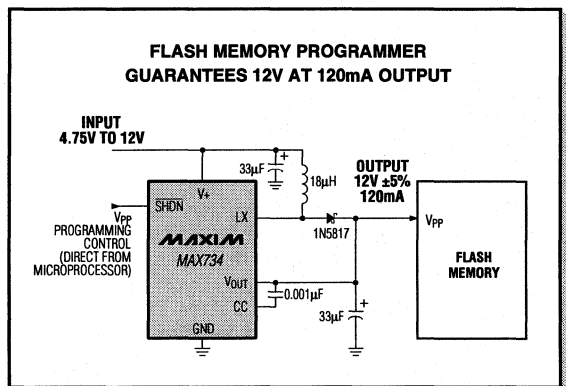 FLASH MEMORY PROGRAMMER
GUARANTEES 12V AT 120mA OUTPUT
INPUT
4.75V TO 12V
33µF
+
18µH
OUTPUT
12V ±5%
120mA
V+
SHDN
LX
VPP
PROGRAMMING
CONTROL
(DIRECT FROM
MICROPROCESSOR)
MAXIM
MAX734
1N5817
VPP
FLASH
MEMORY
VOUT
0.001µF
CC
33µF
+
GND